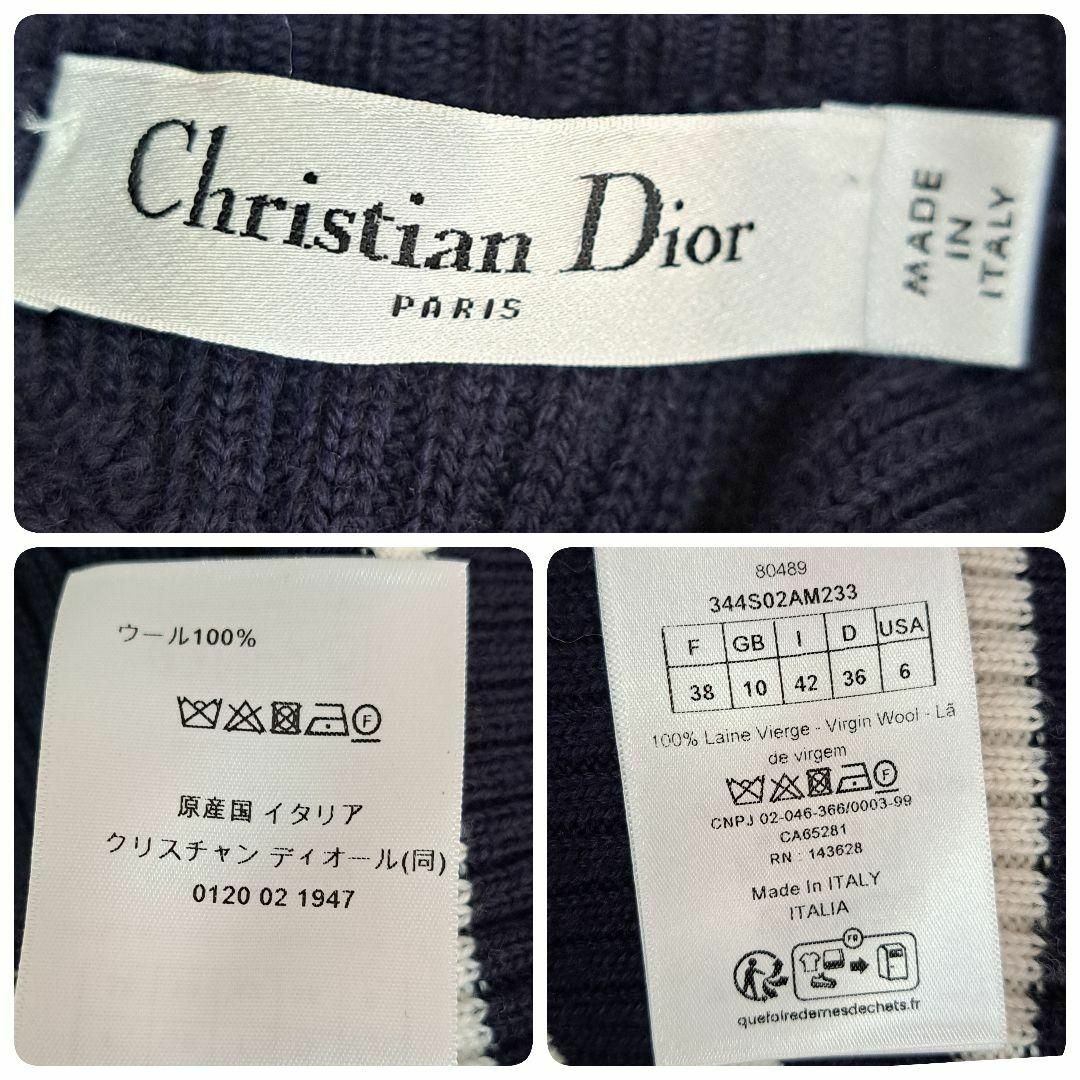 Christian Dior
PARIS
MADE
IN
ITALY
ウール100%
F
原産国 イタリア
クリスチャン ディオール(同)
0120 02 1947
80489
344S02AM233
F GB I D USA
38 10 42 36 6
100% Laine Vierge - Virgin Wool - Lã
de virgem
F
CNPJ 02-046-366/0003-99
CA65281
RN : 143628
Made In ITALY
ITALIA
FR
quefairedemesdechets.fr